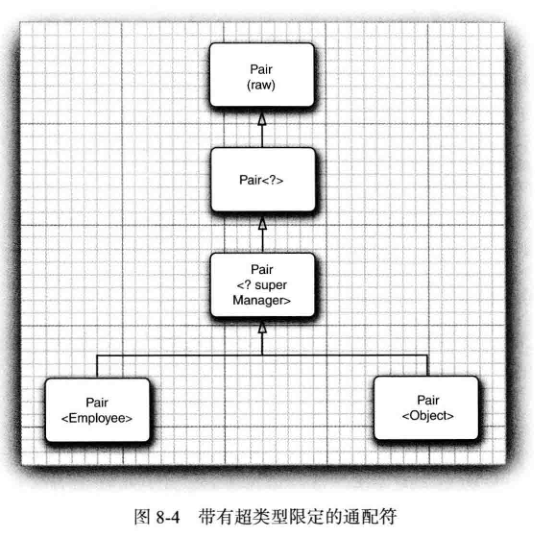 Pair
(raw)
Pair<?>
Pair
<? super
Manager>
Pair
<Employee>
Pair
<Object>
图 8-4 带有超类型限定的通配符